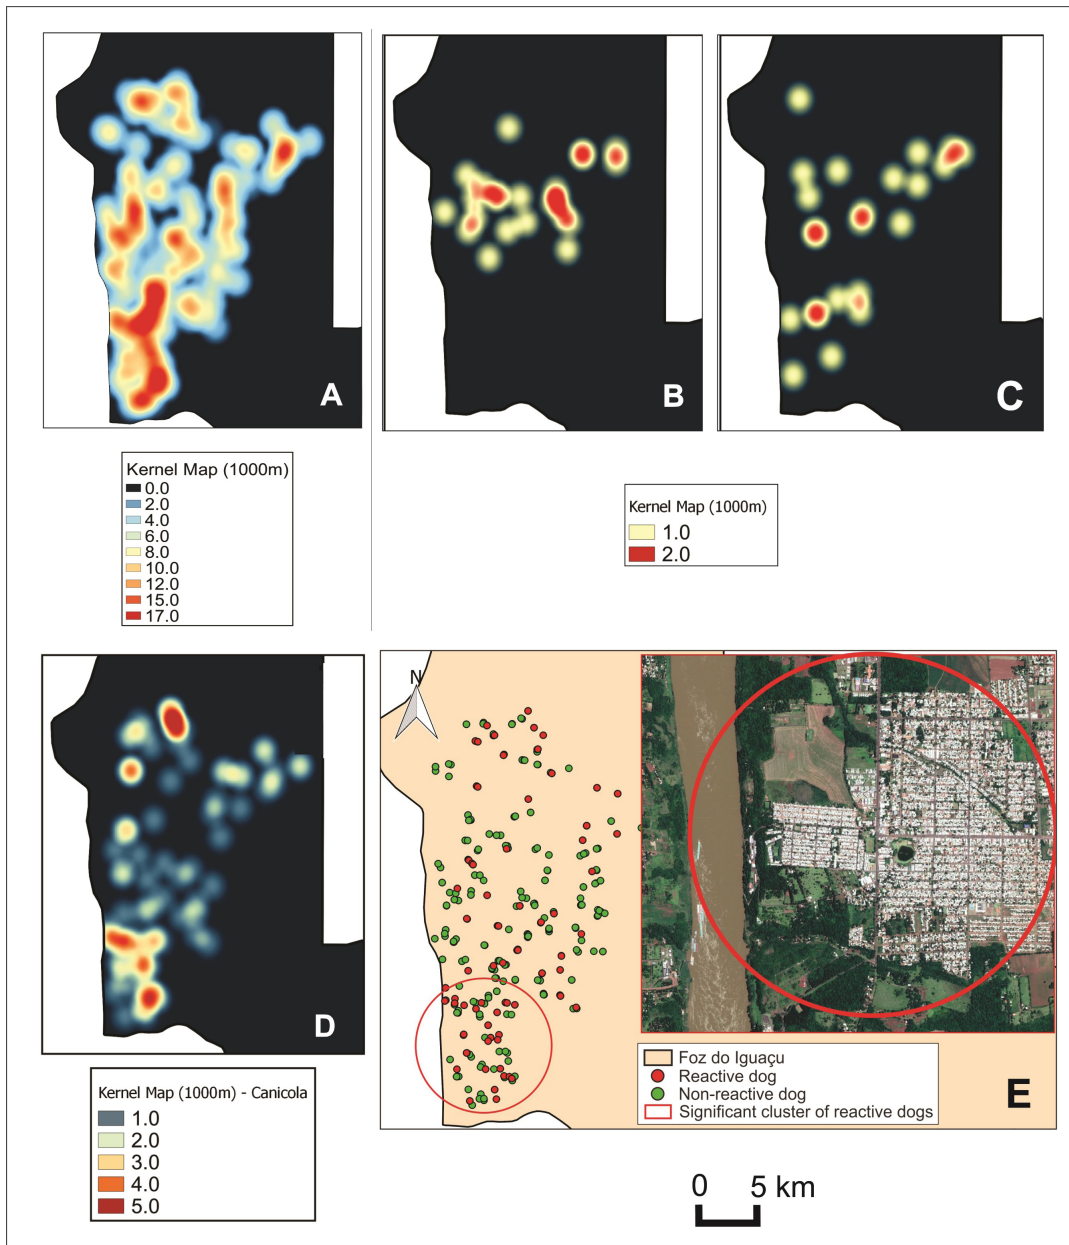 A
B
C
Kernel Map (1000m)
0.0
2.0
4.0
6.0
8.0
10.0
12.0
15.0
17.0
Kernel Map (1000m)
1.0
2.0
D
Kernel Map (1000m) - Canicola
1.0
2.0
3.0
4.0
5.0
N
Foz do Iguaçu
Reactive dog
Non-reactive dog
Significant cluster of reactive dogs
E
0 5 km